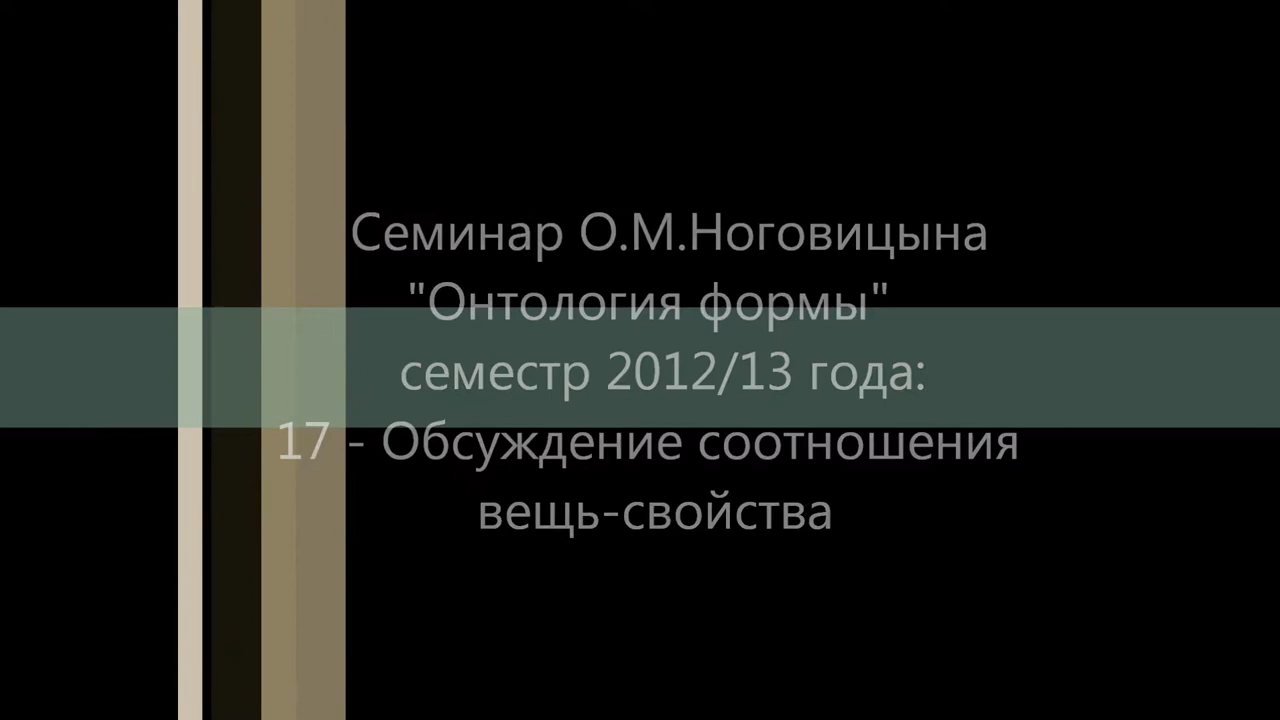 Семинар О.М.Ноговицына
"Онтология формы"
семестр 2012/13 года:
17 - Обсуждение соотношения
вещь-свойства